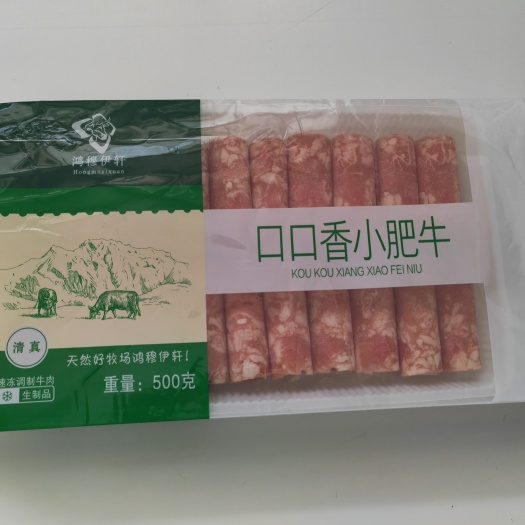 鸿穆伊轩
Hongmuyixuan
口口香小肥牛
KOU KOU XIANG XIAO FEI NIU
清真
天然好牧场鸿穆伊轩!
速冻调制牛肉
生制品
重量：500克